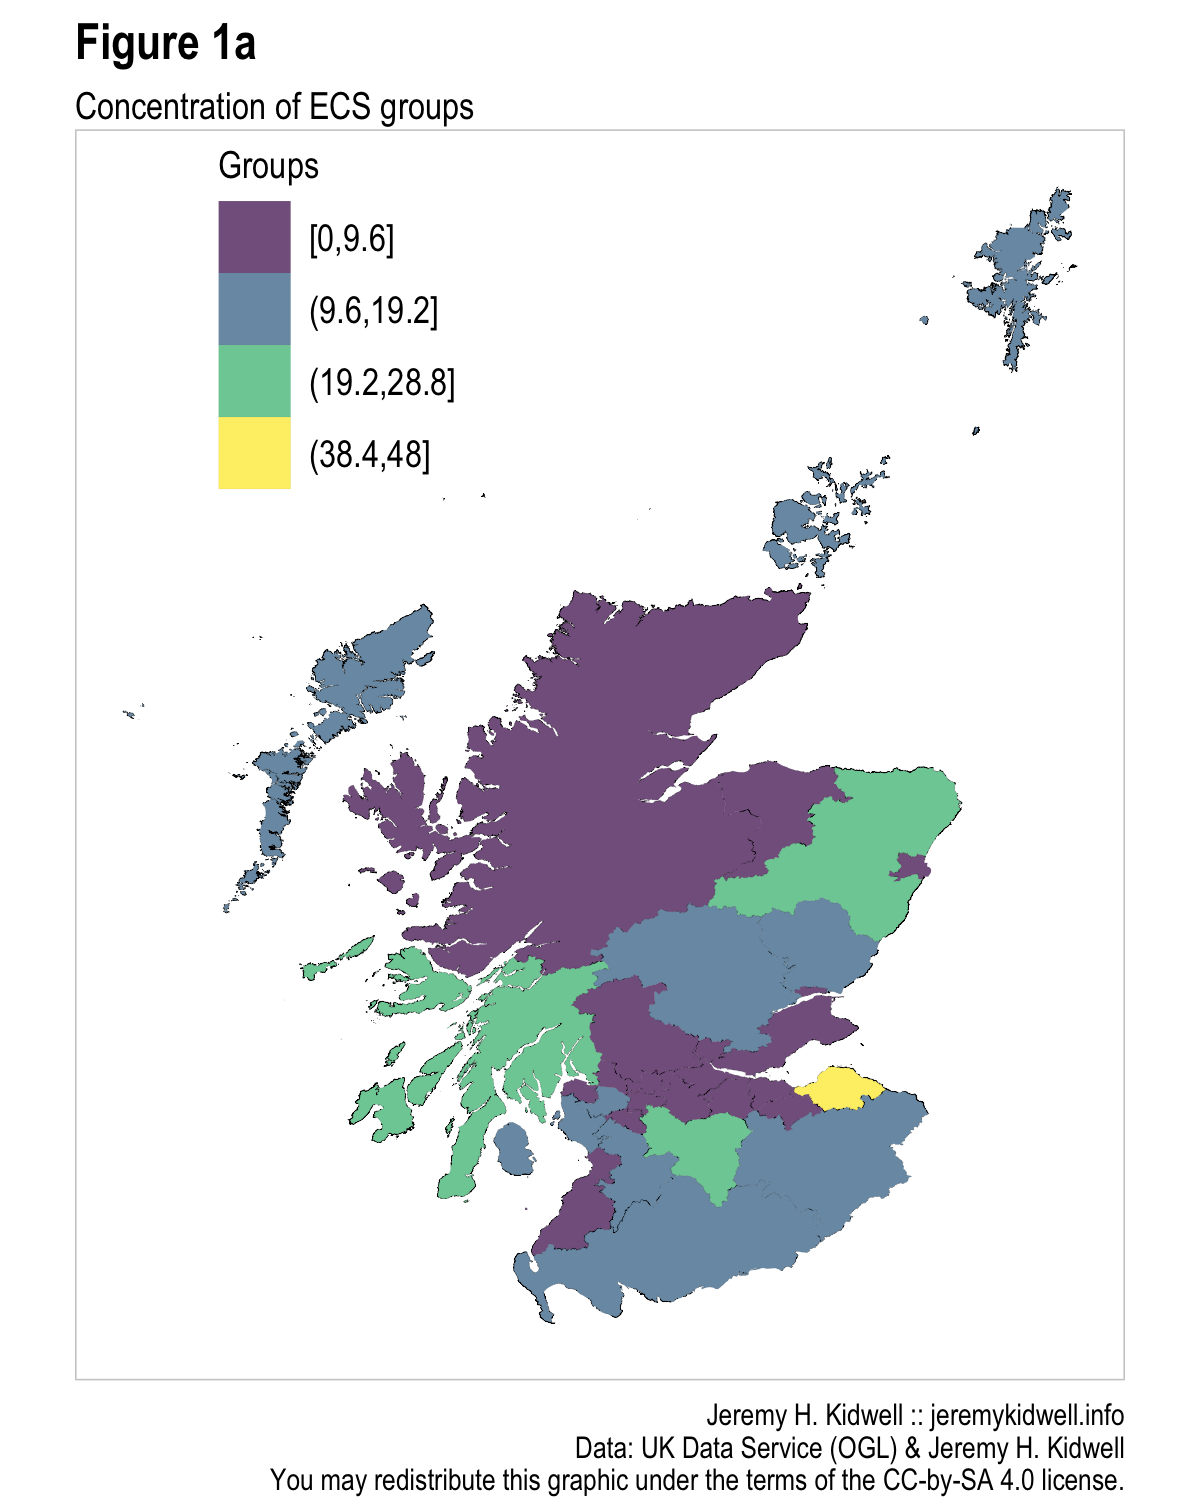 Figure 1a
Concentration of ECS groups
Groups
[0,9.6]
(9.6,19.2]
(19.2,28.8]
(38.4,48]
Jeremy H. Kidwell :: jeremykidwell.info
Data: UK Data Service (OGL) & Jeremy H. Kidwell
You may redistribute this graphic under the terms of the CC-by-SA 4.0 license.